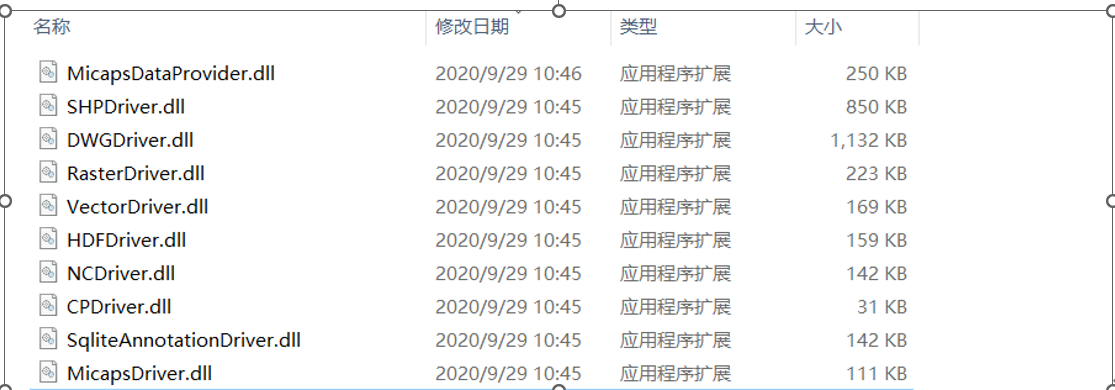 名称 修改日期 类型 大小
MicapsDataProvider.dll 2020/9/29 10:46 应用程序扩展 250 KB
SHPDriver.dll 2020/9/29 10:45 应用程序扩展 850 KB
DWGDriver.dll 2020/9/29 10:45 应用程序扩展 1,132 KB
RasterDriver.dll 2020/9/29 10:45 应用程序扩展 223 KB
VectorDriver.dll 2020/9/29 10:45 应用程序扩展 169 KB
HDFDriver.dll 2020/9/29 10:45 应用程序扩展 159 KB
NCDriver.dll 2020/9/29 10:45 应用程序扩展 142 KB
CPDriver.dll 2020/9/29 10:45 应用程序扩展 31 KB
SqliteAnnotationDriver.dll 2020/9/29 10:45 应用程序扩展 142 KB
MicapsDriver.dll 2020/9/29 10:45 应用程序扩展 111 KB